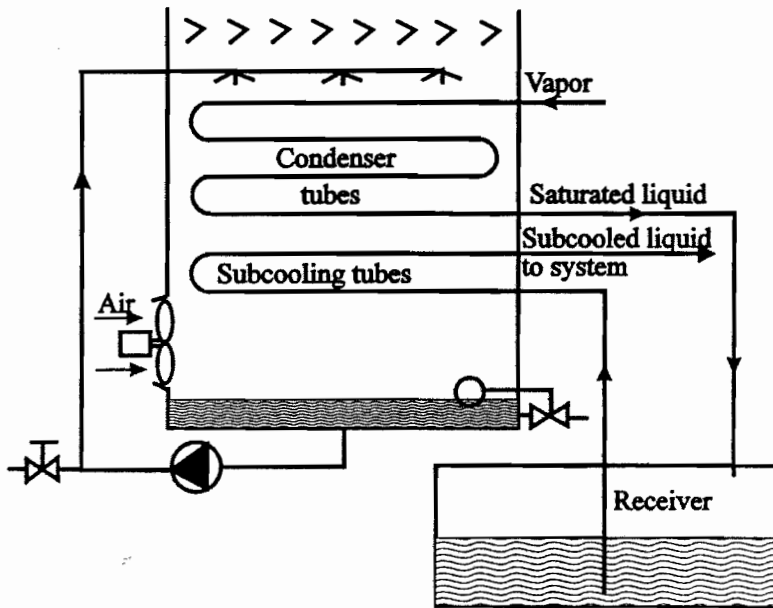 Vapor
Condenser
tubes
Saturated liquid
Subcooled liquid
to system
Subcooling tubes
Air
Receiver